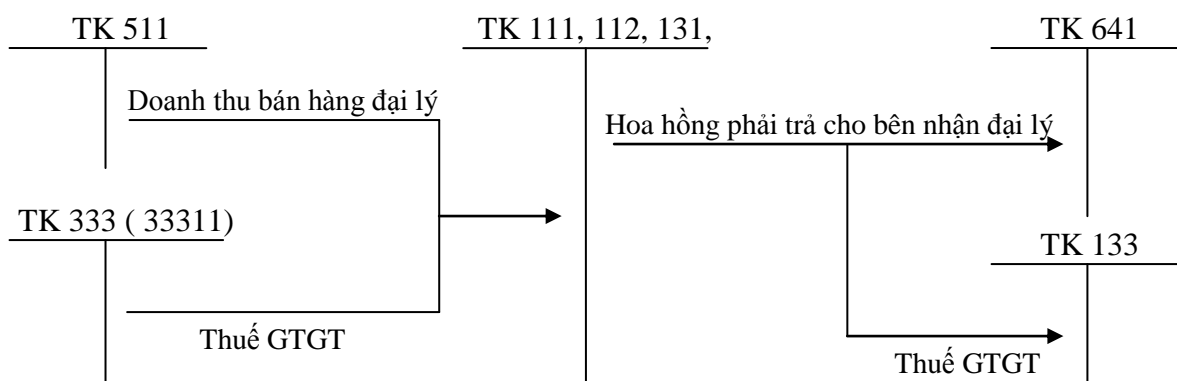 TK 511
TK 111, 112, 131,
TK 641
Doanh thu bán hàng đại lý
Hoa hồng phải trả cho bên nhận đại lý
TK 333 ( 33311)
TK 133
Thuế GTGT
Thuế GTGT